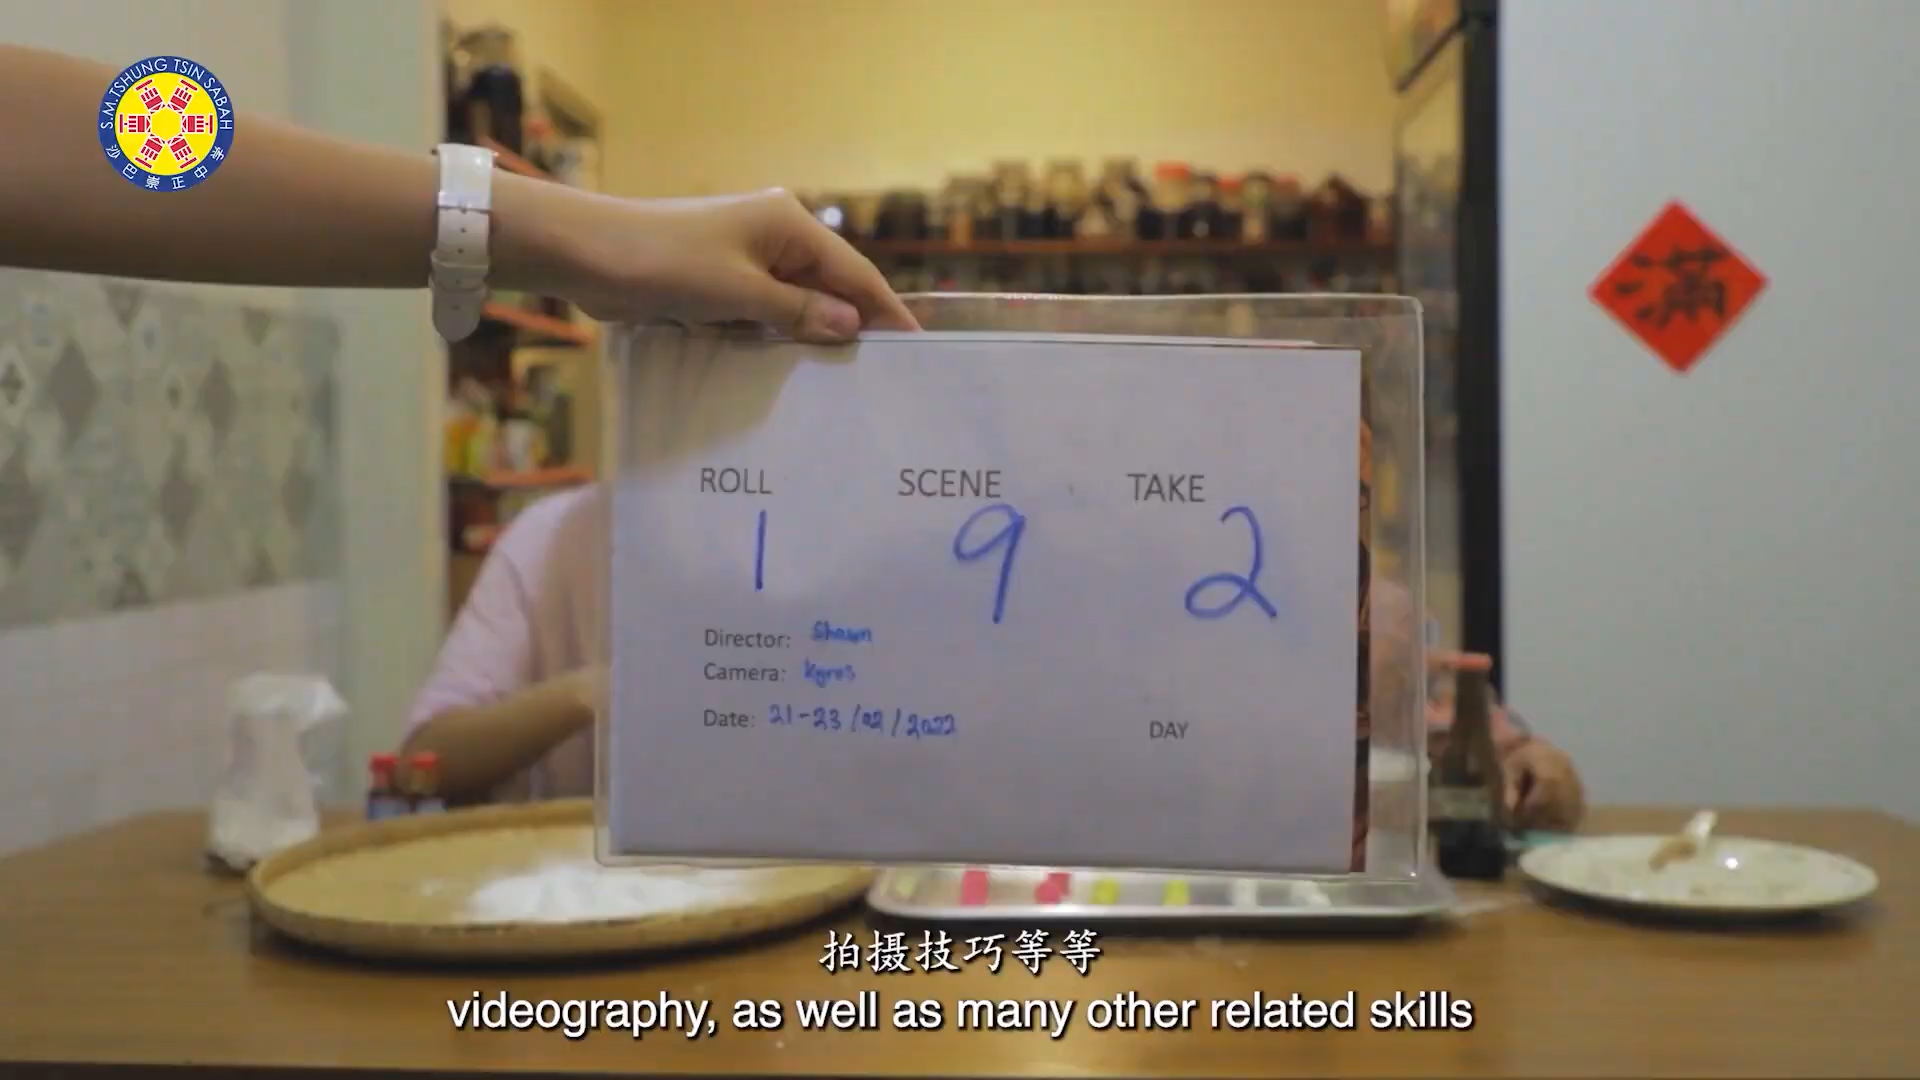 S.M. TSHUNG TSIN SABAH
沙巴崇正中学
满
ROLL SCENE TAKE
1 9 2
Director: Shawn
Camera: Kyros
Date: 21-23/02/2022 DAY
拍摄技巧等等
videography, as well as many other related skills